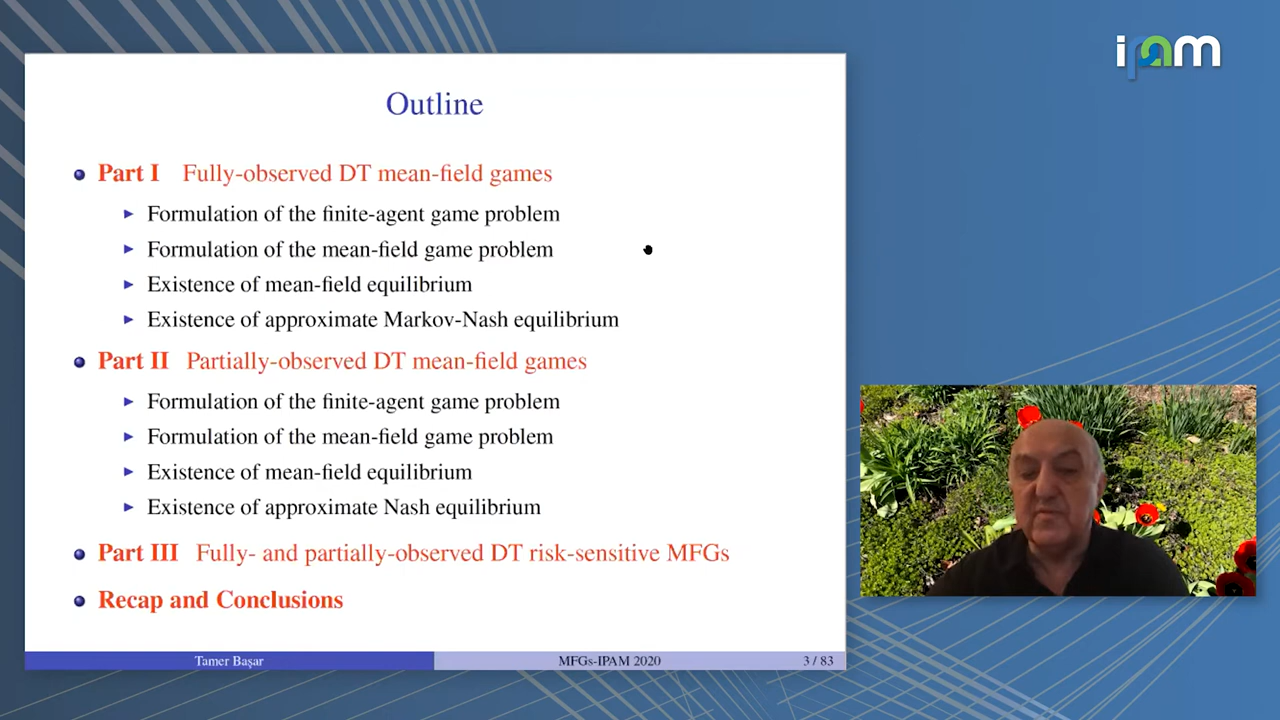 ipam
Outline
Part I Fully-observed DT mean-field games
Formulation of the finite-agent game problem
Formulation of the mean-field game problem
Existence of mean-field equilibrium
Existence of approximate Markov-Nash equilibrium
Part II Partially-observed DT mean-field games
Formulation of the finite-agent game problem
Formulation of the mean-field game problem
Existence of mean-field equilibrium
Existence of approximate Nash equilibrium
Part III Fully- and partially-observed DT risk-sensitive MFGs
Recap and Conclusions
Tamer Başar MFGs-IPAM 2020 3 / 83